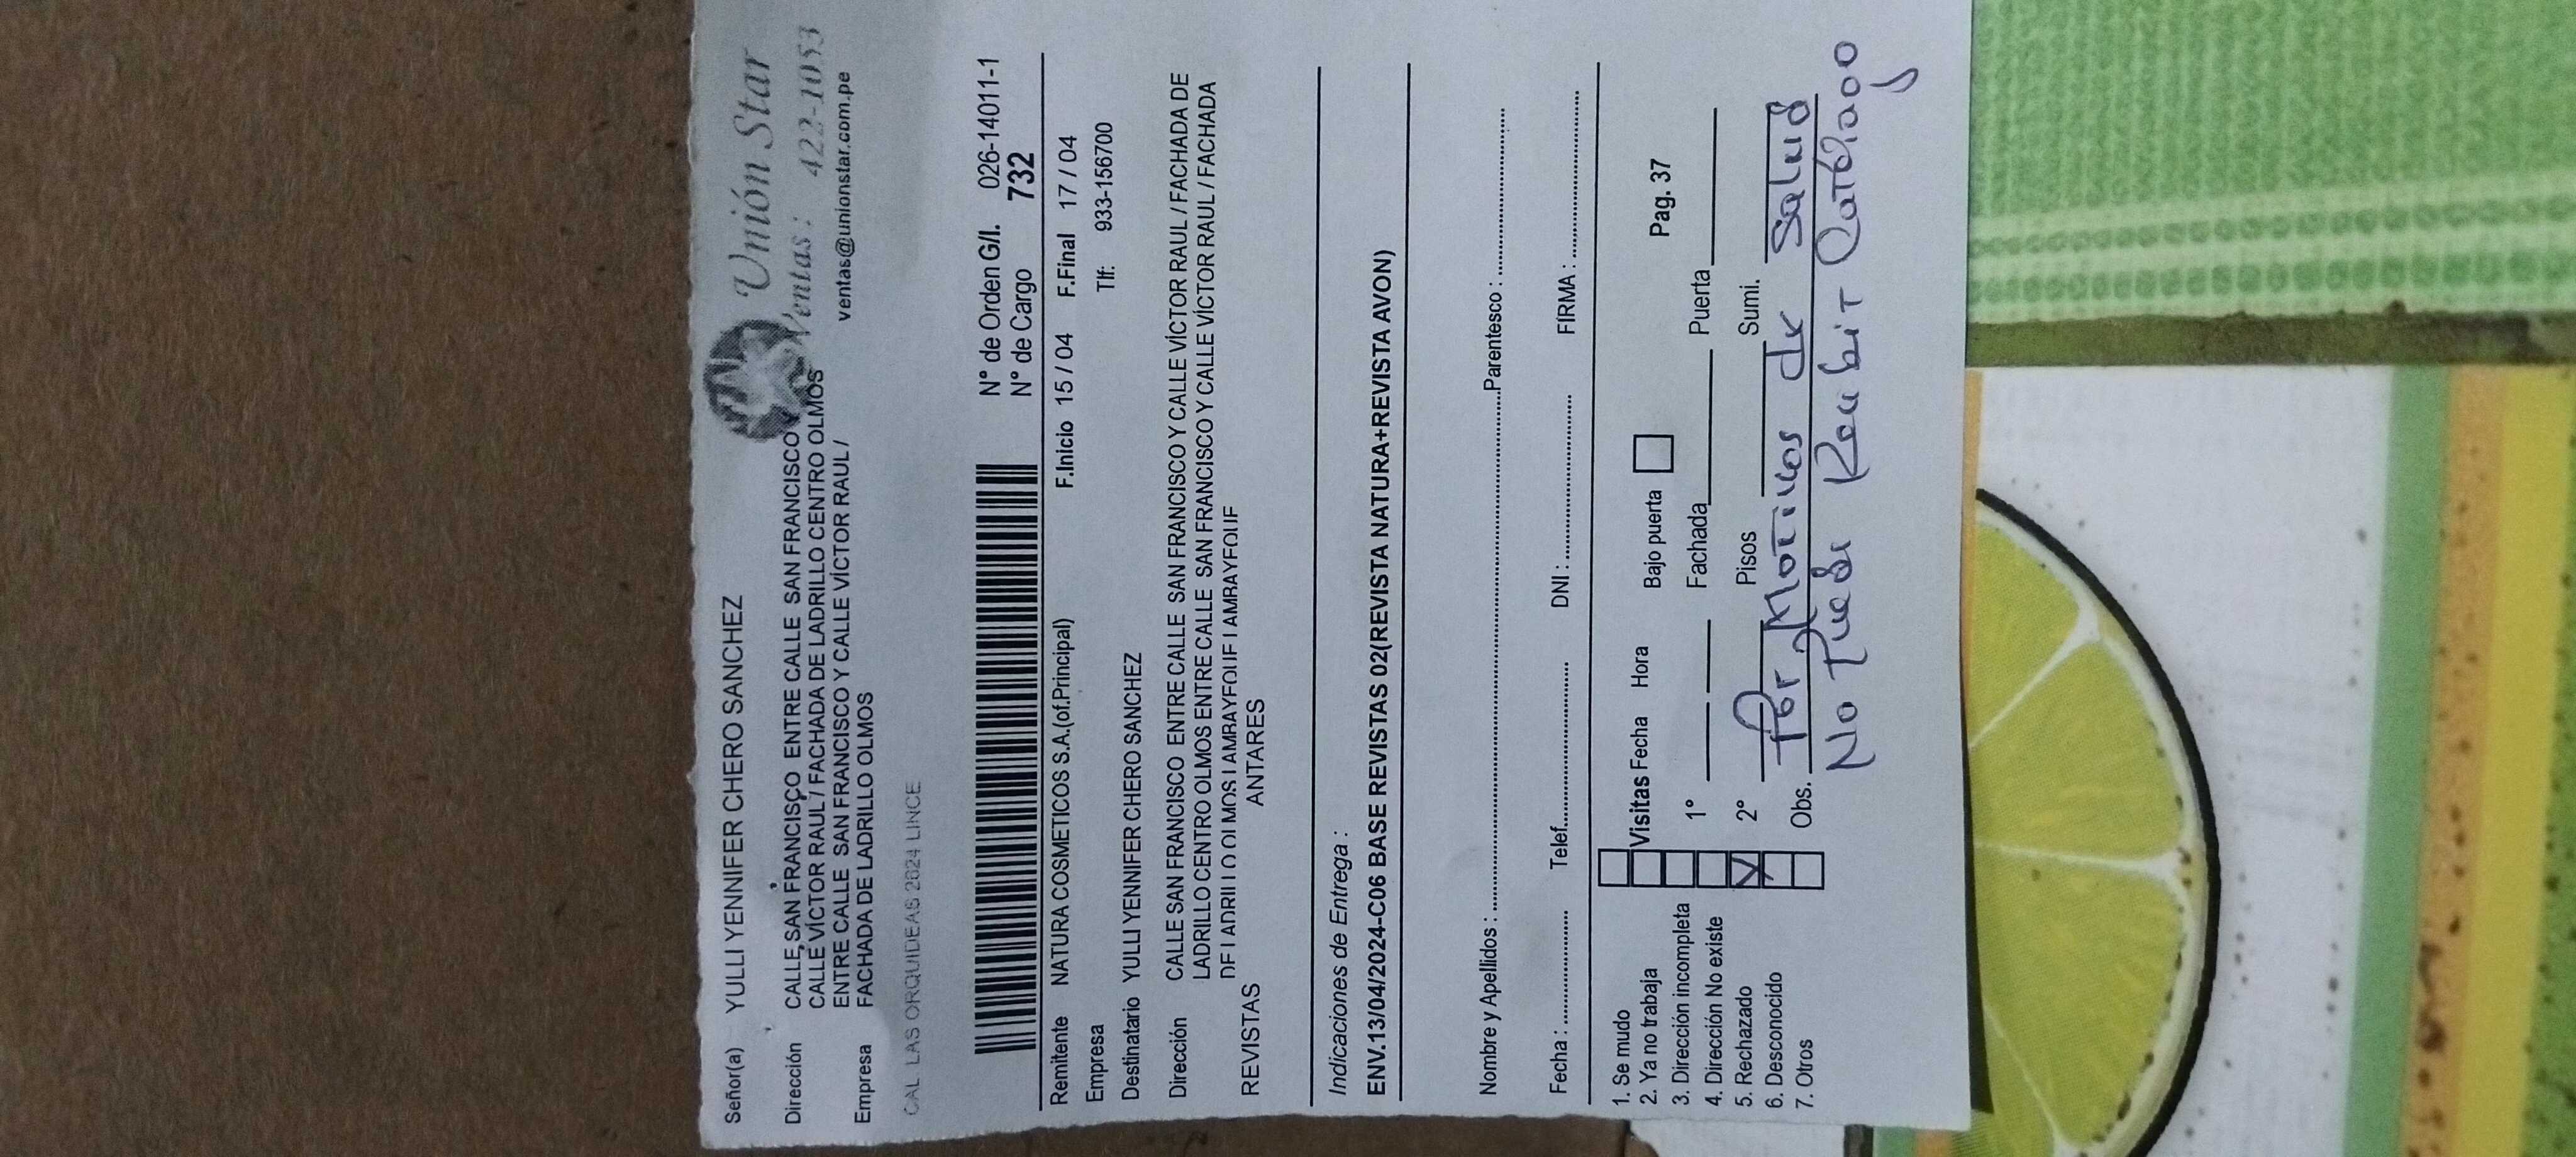 Señor(a) YULLI YENNIFER CHERO SANCHEZ
Unión Star
Ventas: 422-1053
ventas@unionstar.com.pe
Dirección CALLE SAN FRANCISCO ENTRE CALLE SAN FRANCISCO Y
CALLE VÍCTOR RAUL / FACHADA DE LADRILLO CENTRO OLMOS
ENTRE CALLE SAN FRANCISCO Y CALLE VÍCTOR RAUL /
Empresa FACHADA DE LADRILLO OLMOS
CAL LAS ORQUIDEAS 2624 LINCE
N° de Orden G/I. 026-14011-1
N° de Cargo 732
Remitente NATURA COSMETICOS S.A.(of.Principal) F.Inicio 15 / 04 F.Final 17 / 04
Empresa Tlf: 933-156700
Destinatario YULLI YENNIFER CHERO SANCHEZ
Dirección CALLE SAN FRANCISCO ENTRE CALLE SAN FRANCISCO Y CALLE VÍCTOR RAUL / FACHADA DE
LADRILLO CENTRO OLMOS ENTRE CALLE SAN FRANCISCO Y CALLE VÍCTOR RAUL / FACHADA
DE LADRILLO OLMOS LAMBAYEQUE LAMBAYEQUE
REVISTAS ANTARES
Indicaciones de Entrega :
ENV.13/04/2024-C06 BASE REVISTAS 02(REVISTA NATURA+REVISTA AVON)
Nombre y Apellidos : Parentesco :
Fecha : Telef. DNI : FIRMA :
1. Se mudo
2. Ya no trabaja
3. Dirección incompleta
4. Dirección No existe
5. Rechazado
6. Desconocido
7. Otros
Visitas Fecha Hora Bajo puerta Pag. 37
1° Fachada Puerta
2° Pisos Sumi.
Obs. Por Motivos de Salud
No Puede Recibir Catálogo